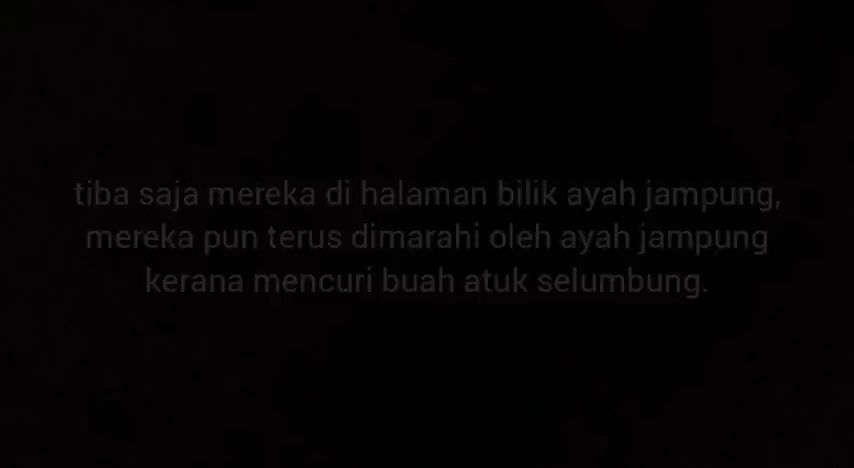 tiba saja mereka di halaman bilik ayah jampung,
mereka pun terus dimarahi oleh ayah jampung
kerana mencuri buah atuk selumbung.